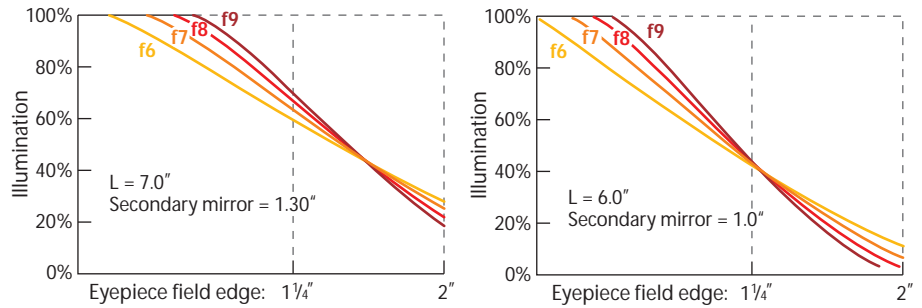 100%
80%
60%
40%
20%
0%
Illumination
f6
f7
f8
f9
L = 7.0″
Secondary mirror = 1.30“
Eyepiece field edge: 1¼″ 2″
100%
80%
60%
40%
20%
0%
Illumination
f6
f7
f8
f9
L = 6.0″
Secondary mirror = 1.0“
Eyepiece field edge: 1¼″ 2″